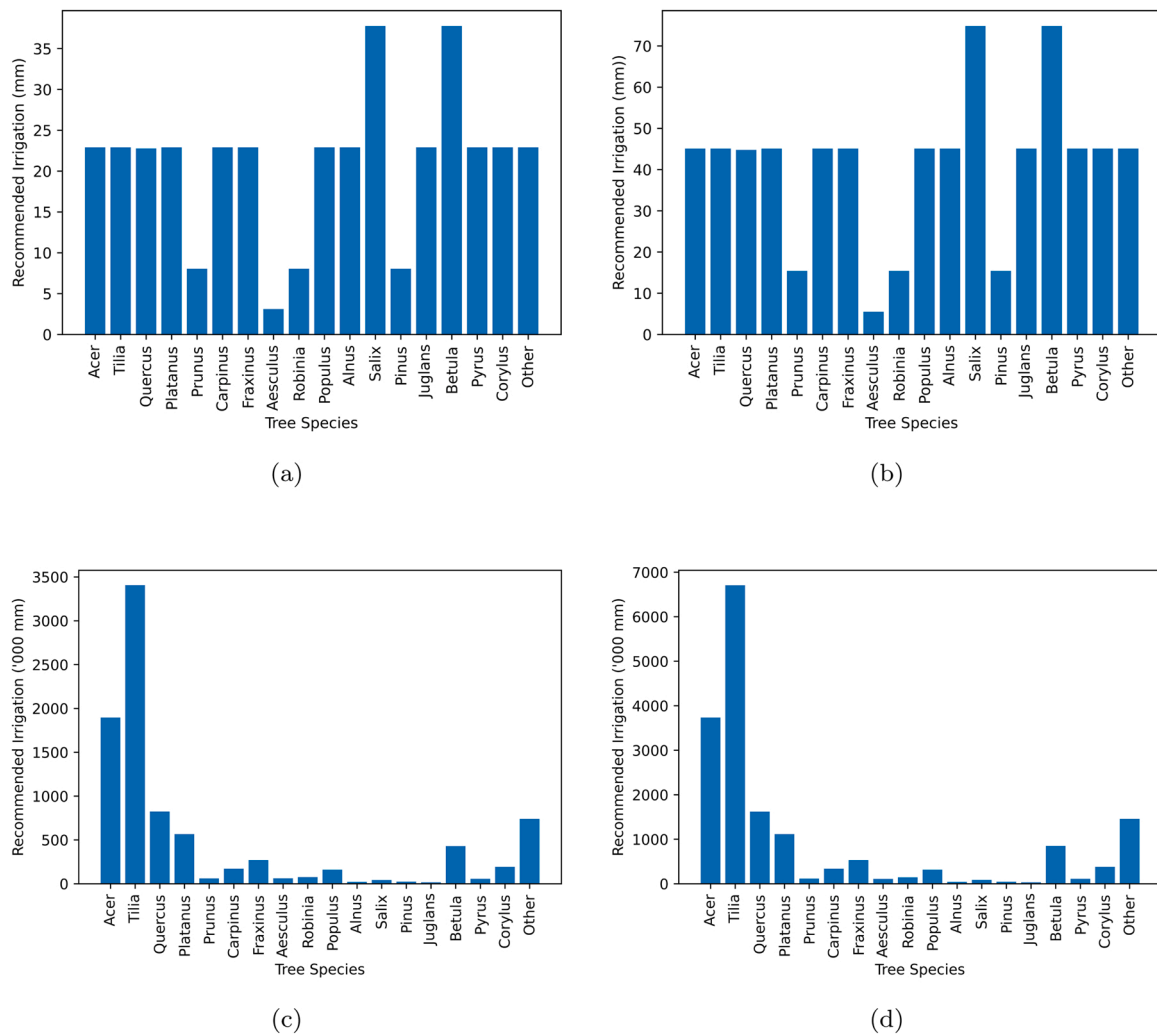 Recommended Irrigation (mm)
35
30
25
20
15
10
5
0
Acer
Tilia
Quercus
Platanus
Prunus
Carpinus
Fraxinus
Aesculus
Robinia
Populus
Alnus
Salix
Pinus
Juglans
Betula
Pyrus
Corylus
Other
Tree Species
(a)
Recommended Irrigation (mm))
70
60
50
40
30
20
10
0
Acer
Tilia
Quercus
Platanus
Prunus
Carpinus
Fraxinus
Aesculus
Robinia
Populus
Alnus
Salix
Pinus
Juglans
Betula
Pyrus
Corylus
Other
Tree Species
(b)
Recommended Irrigation ('000 mm)
3500
3000
2500
2000
1500
1000
500
0
Acer
Tilia
Quercus
Platanus
Prunus
Carpinus
Fraxinus
Aesculus
Robinia
Populus
Alnus
Salix
Pinus
Juglans
Betula
Pyrus
Corylus
Other
Tree Species
(c)
Recommended Irrigation ('000 mm)
7000
6000
5000
4000
3000
2000
1000
0
Acer
Tilia
Quercus
Platanus
Prunus
Carpinus
Fraxinus
Aesculus
Robinia
Populus
Alnus
Salix
Pinus
Juglans
Betula
Pyrus
Corylus
Other
Tree Species
(d)